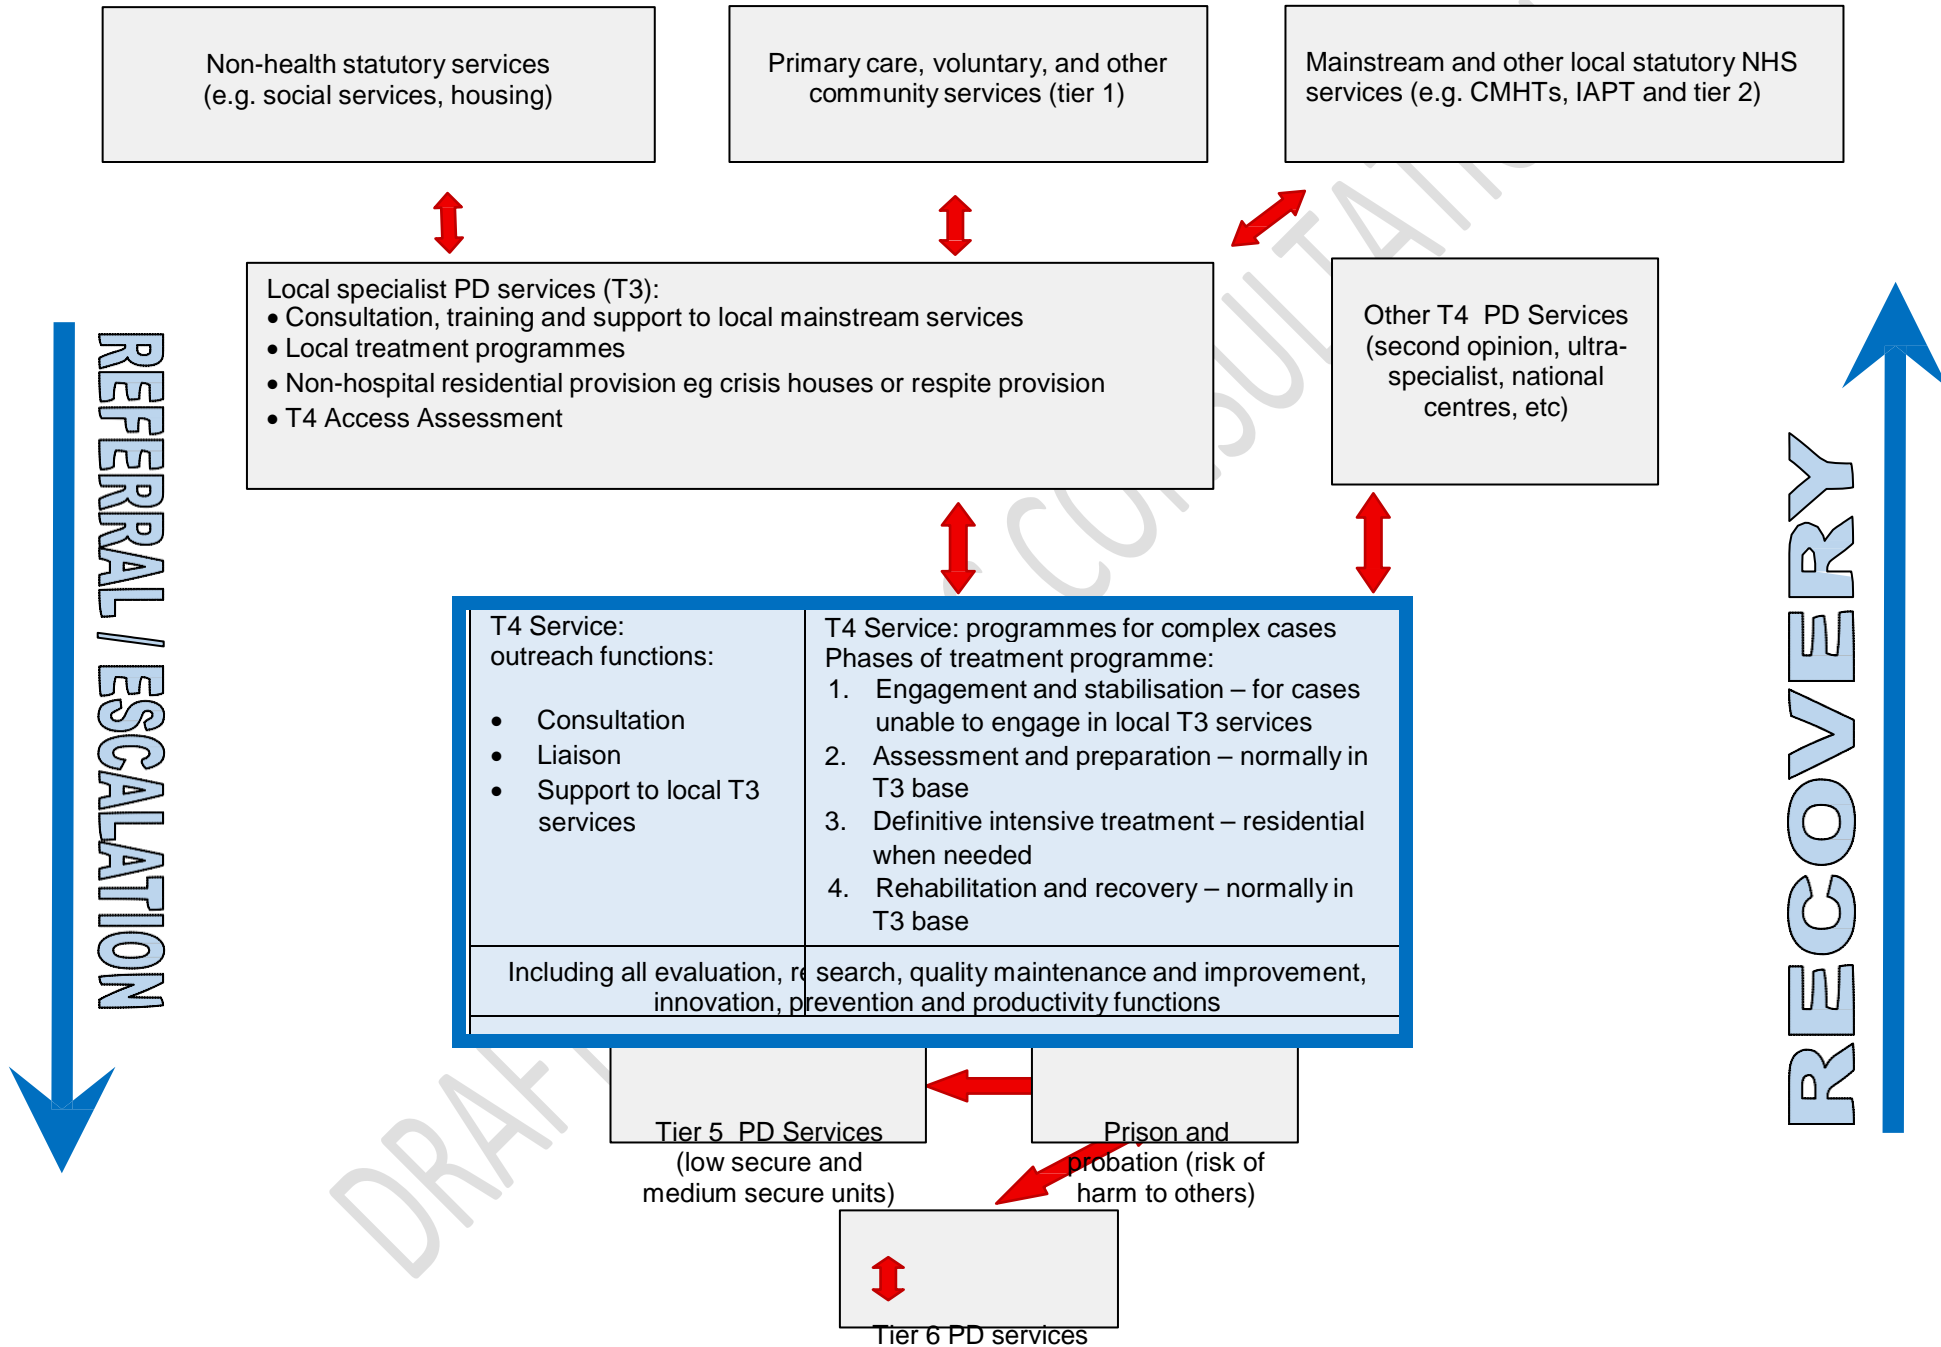 Non-health statutory services
(e.g. social services, housing)
Primary care, voluntary, and other
community services (tier 1)
Mainstream and other local statutory NHS
services (e.g. CMHTs, IAPT and tier 2)
Local specialist PD services (T3):
• Consultation, training and support to local mainstream services
• Local treatment programmes
• Non-hospital residential provision eg crisis houses or respite provision
• T4 Access Assessment
Other T4 PD Services
(second opinion, ultra-
specialist, national
centres, etc)
REFERRAL / ESCALATION
RECOVERY
T4 Service:
outreach functions:
• Consultation
• Liaison
• Support to local T3
services
T4 Service: programmes for complex cases
Phases of treatment programme:
1. Engagement and stabilisation – for cases
unable to engage in local T3 services
2. Assessment and preparation – normally in
T3 base
3. Definitive intensive treatment – residential
when needed
4. Rehabilitation and recovery – normally in
T3 base
Including all evaluation, research, quality maintenance and improvement,
innovation, prevention and productivity functions
Tier 5 PD Services
(low secure and
medium secure units)
Prison and
probation (risk of
harm to others)
Tier 6 PD services